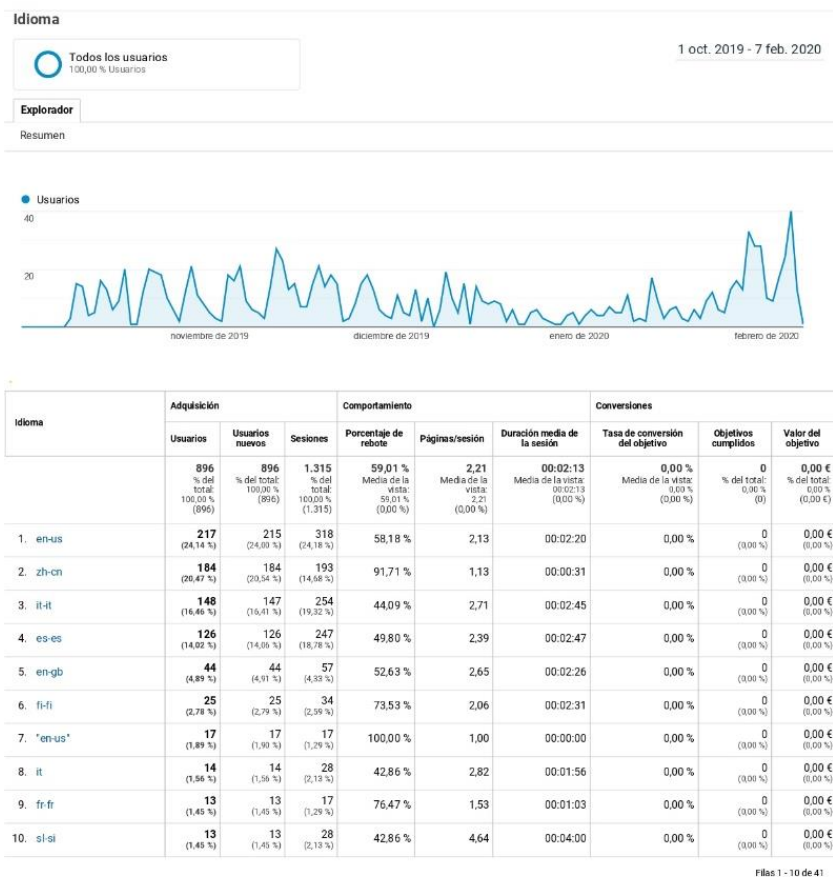 Idioma
Todos los usuarios
100,00 % Usuarios
1 oct. 2019 - 7 feb. 2020
Explorador
Resumen
Usuarios
40
20
noviembre de 2019 diciembre de 2019 enero de 2020 febrero de 2020
Idioma Adquisición Comportamiento Conversiones
Usuarios Usuarios nuevos Sesiones Porcentaje de rebote Páginas/sesión Duración media de la sesión Tasa de conversión del objetivo Objetivos cumplidos Valor del objetivo
896 896 1.315 59,01 % 2,21 00:02:13 0,00 % 0 0,00 €
% del total: 100,00 % (896) % del total: 100,00 % (896) % del total: 100,00 % (1.315) Media de la vista: 59,01 % (0,00 %) Media de la vista: 2,21 (0,00 %) Media de la vista: 00:02:13 (0,00 %) Media de la vista: 0,00 % (0,00 %) % del total: 0,00 % (0) % del total: 0,00 % (0,00 €)
1. en-us 217 (24,14 %) 215 (24,00 %) 318 (24,18 %) 58,18 % 2,13 00:02:20 0,00 % 0 (0,00 %) 0,00 € (0,00 %)
2. zh-cn 184 (20,47 %) 184 (20,54 %) 193 (14,68 %) 91,71 % 1,13 00:00:31 0,00 % 0 (0,00 %) 0,00 € (0,00 %)
3. it-it 148 (16,46 %) 147 (16,41 %) 254 (19,32 %) 44,09 % 2,71 00:02:45 0,00 % 0 (0,00 %) 0,00 € (0,00 %)
4. es-es 126 (14,02 %) 126 (14,06 %) 247 (18,78 %) 49,80 % 2,39 00:02:47 0,00 % 0 (0,00 %) 0,00 € (0,00 %)
5. en-gb 44 (4,89 %) 44 (4,91 %) 57 (4,33 %) 52,63 % 2,65 00:02:26 0,00 % 0 (0,00 %) 0,00 € (0,00 %)
6. fi-fi 25 (2,78 %) 25 (2,79 %) 34 (2,59 %) 73,53 % 2,06 00:02:31 0,00 % 0 (0,00 %) 0,00 € (0,00 %)
7. "en-us" 17 (1,89 %) 17 (1,90 %) 17 (1,29 %) 100,00 % 1,00 00:00:00 0,00 % 0 (0,00 %) 0,00 € (0,00 %)
8. it 14 (1,56 %) 14 (1,56 %) 28 (2,13 %) 42,86 % 2,82 00:01:56 0,00 % 0 (0,00 %) 0,00 € (0,00 %)
9. fr-fr 13 (1,45 %) 13 (1,45 %) 17 (1,29 %) 76,47 % 1,53 00:01:03 0,00 % 0 (0,00 %) 0,00 € (0,00 %)
10. sl-si 13 (1,45 %) 13 (1,45 %) 28 (2,13 %) 42,86 % 4,64 00:04:00 0,00 % 0 (0,00 %) 0,00 € (0,00 %)
Filas 1 - 10 de 41